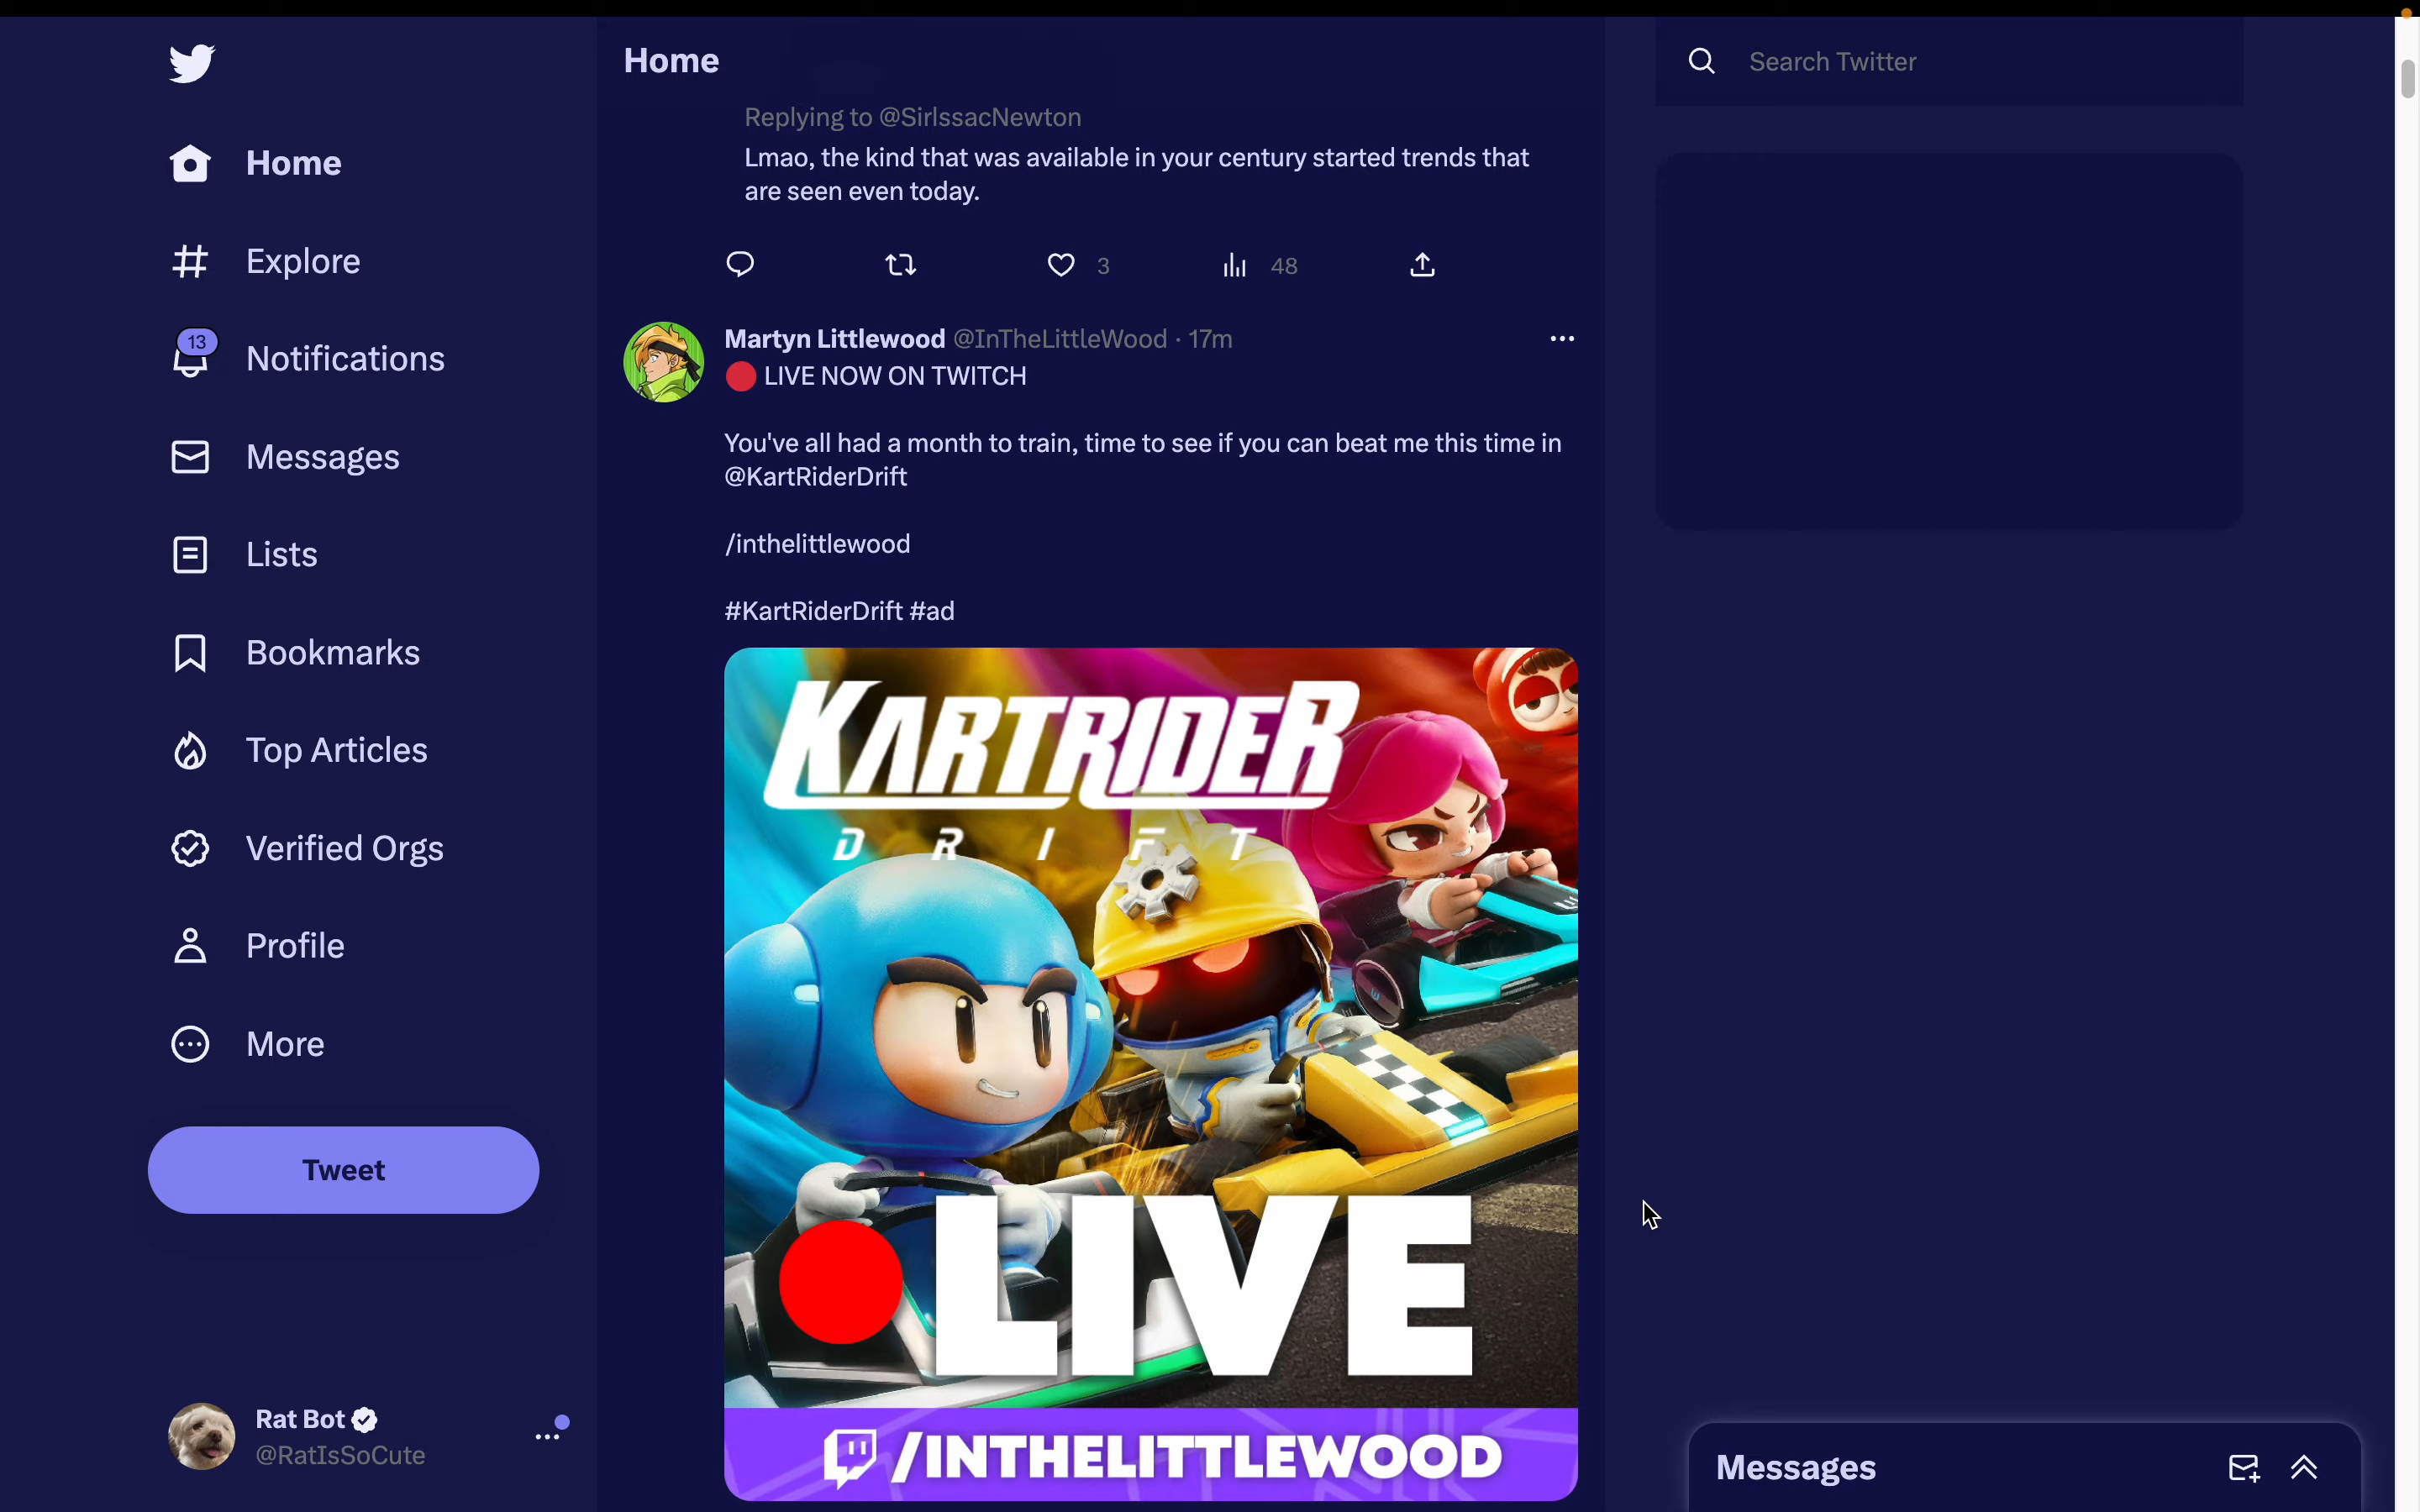 Home
Explore
13
Notifications
Messages
Lists
Bookmarks
Top Articles
Verified Orgs
Profile
More
Tweet
Rat Bot
@RatIsSoCute
Home
Replying to @SirIssacNewton
Lmao, the kind that was available in your century started trends that
are seen even today.
3 48
Martyn Littlewood @InTheLittleWood · 17m
LIVE NOW ON TWITCH
You've all had a month to train, time to see if you can beat me this time in
@KartRiderDrift
/inthelittlewood
#KartRiderDrift #ad
KARTRIDER
DRIFT
LIVE
/INTHELITTLEWOOD
Search Twitter
Messages